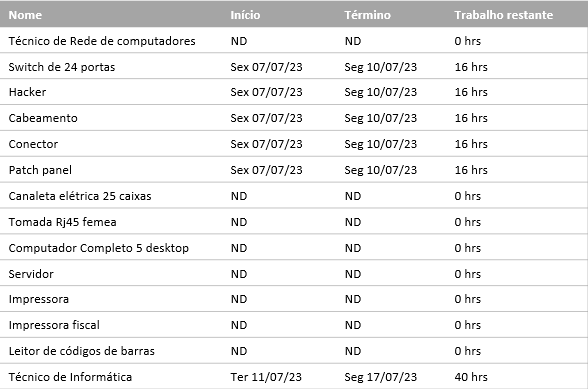 Nome Início Término Trabalho restante
Técnico de Rede de computadores ND ND 0 hrs
Switch de 24 portas Sex 07/07/23 Seg 10/07/23 16 hrs
Hacker Sex 07/07/23 Seg 10/07/23 16 hrs
Cabeamento Sex 07/07/23 Seg 10/07/23 16 hrs
Conector Sex 07/07/23 Seg 10/07/23 16 hrs
Patch panel Sex 07/07/23 Seg 10/07/23 16 hrs
Canaleta elétrica 25 caixas ND ND 0 hrs
Tomada Rj45 femea ND ND 0 hrs
Computador Completo 5 desktop ND ND 0 hrs
Servidor ND ND 0 hrs
Impressora ND ND 0 hrs
Impressora fiscal ND ND 0 hrs
Leitor de códigos de barras ND ND 0 hrs
Técnico de Informática Ter 11/07/23 Seg 17/07/23 40 hrs